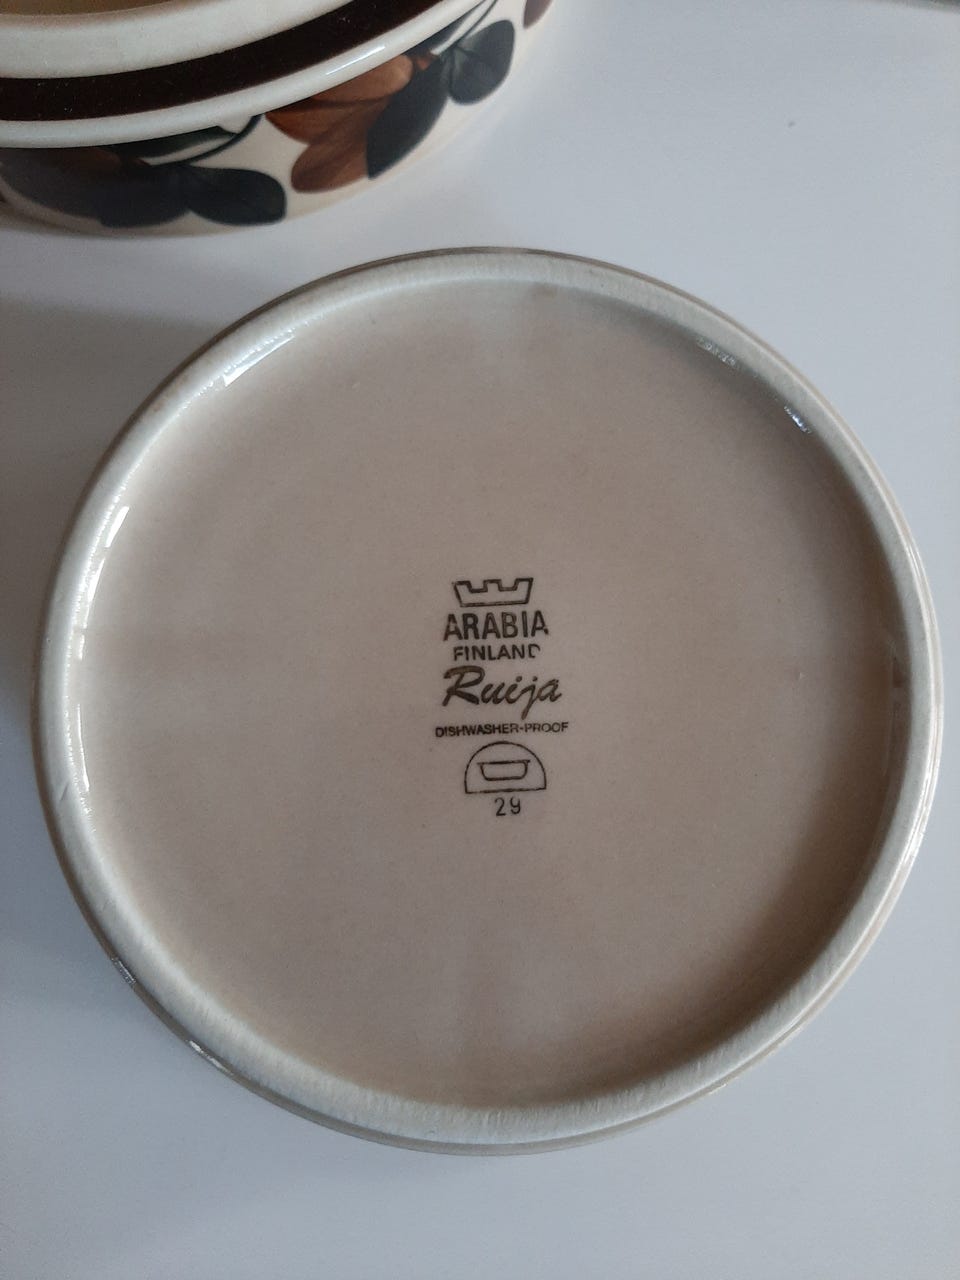 ARABIA
FINLAND
Ruija
DISHWASHER-PROOF
29